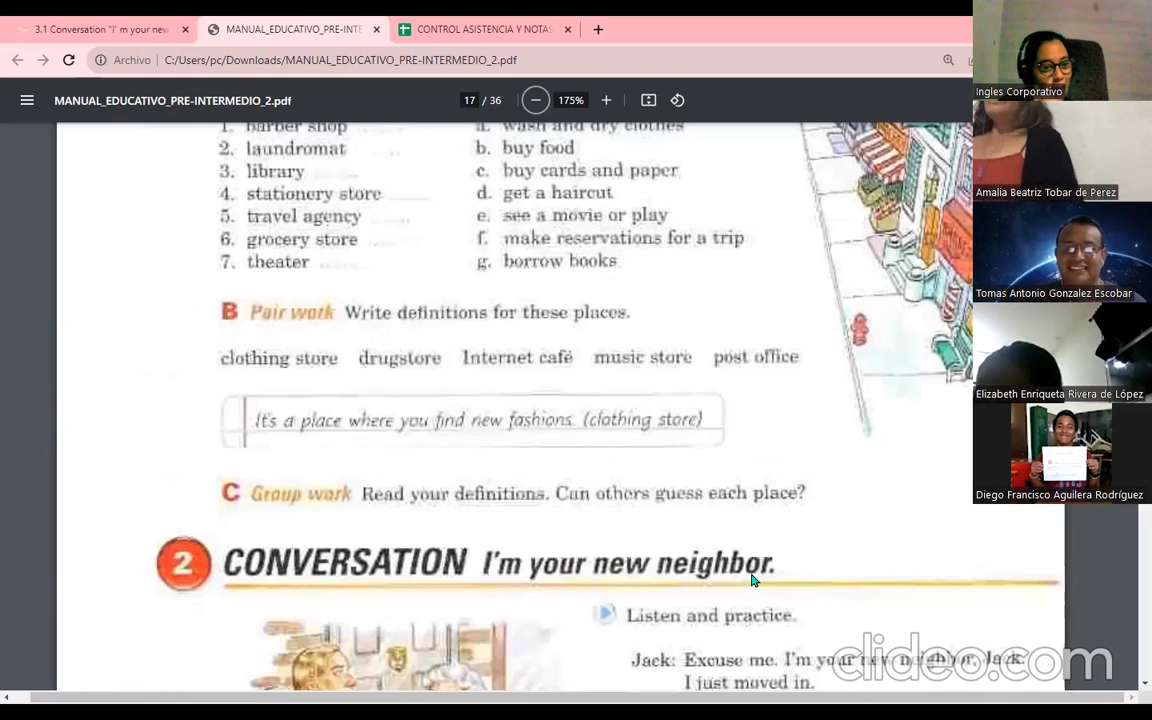 3.1 Conversation "I' m your new
MANUAL_EDUCATIVO_PRE-INTE
CONTROL ASISTENCIA Y NOTAS
Archivo C:/Users/pc/Downloads/MANUAL_EDUCATIVO_PRE-INTERMEDIO_2.pdf
MANUAL_EDUCATIVO_PRE-INTERMEDIO_2.pdf
17 / 36
175%
1. barber shop
2. laundromat
3. library
4. stationery store
5. travel agency
6. grocery store
7. theater
a. wash and dry clothes
b. buy food
c. buy cards and paper
d. get a haircut
e. see a movie or play
f. make reservations for a trip
g. borrow books
B Pair work Write definitions for these places.
clothing store drugstore Internet café music store post office
It's a place where you find new fashions. (clothing store)
C Group work Read your definitions. Can others guess each place?
2 CONVERSATION I'm your new neighbor.
Listen and practice.
Jack: Excuse me. I'm your new neighbor, Jack.
I just moved in.
Ingles Corporativo
Amalia Beatriz Tobar de Perez
Tomas Antonio Gonzalez Escobar
Elizabeth Enriqueta Rivera de López
Diego Francisco Aguilera Rodríguez
clideo.com